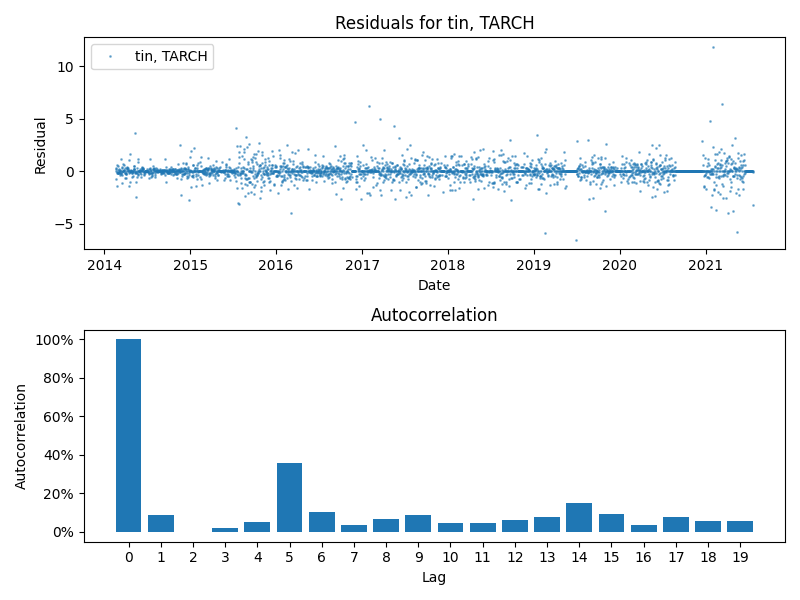 Residuals for tin, TARCH
tin, TARCH
10
5
0
−5
Residual
2014 2015 2016 2017 2018 2019 2020 2021
Date
Autocorrelation
100%
80%
60%
40%
20%
0%
Autocorrelation
0 1 2 3 4 5 6 7 8 9 10 11 12 13 14 15 16 17 18 19
Lag